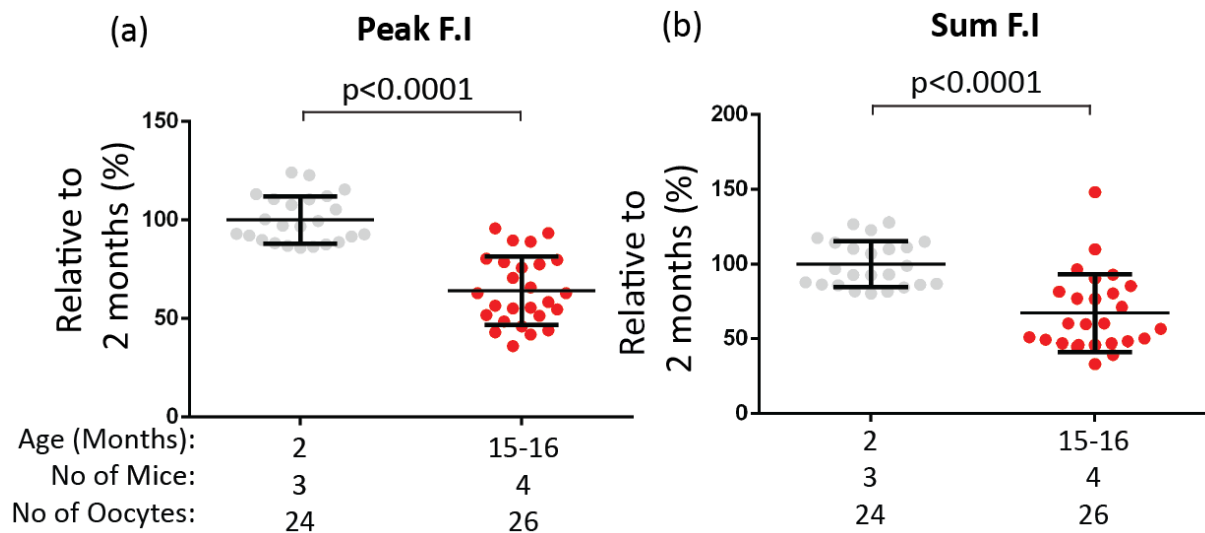 (a)
Peak F.I
p<0.0001
Relative to
2 months (%)
150
100
50
0
Age (Months): 2 15-16
No of Mice: 3 4
No of Oocytes: 24 26
(b)
Sum F.I
p<0.0001
Relative to
2 months (%)
200
150
100
50
0
2 15-16
3 4
24 26